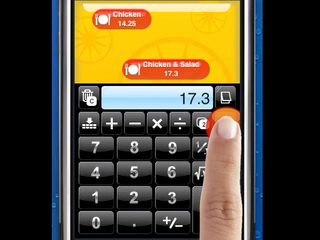 Chicken
14.25
Chicken & Salad
17.3
17.3
C
+ − × ÷ 2
7 8 9
4 5 6 √
1 2 3
0 . +/−